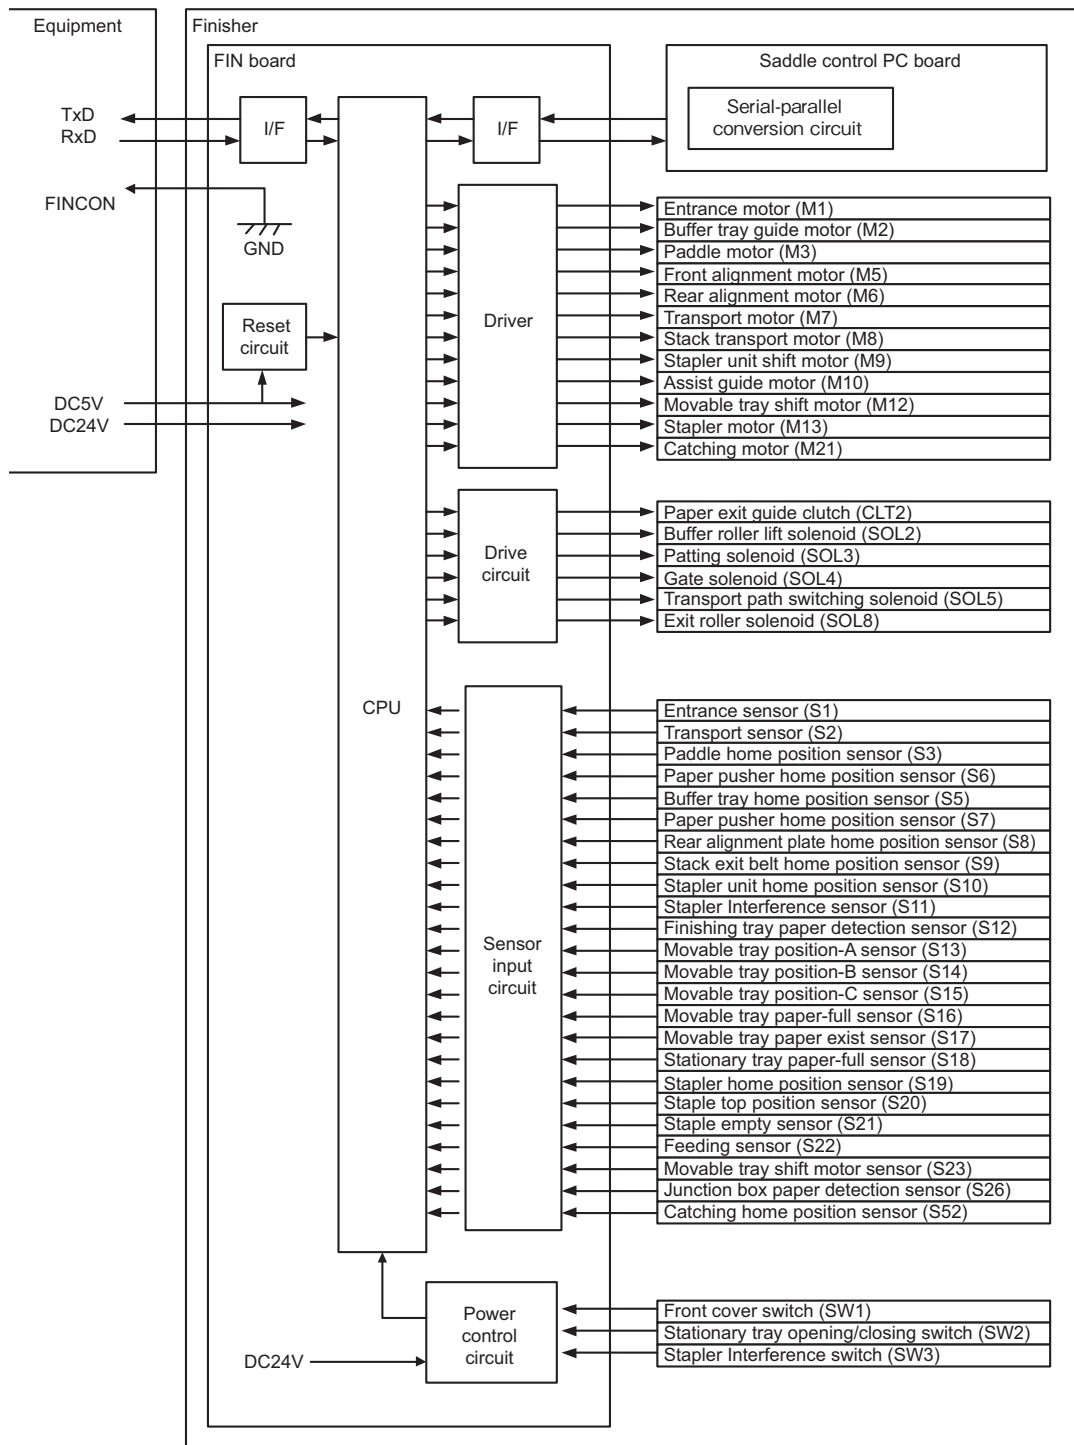 Equipment
Finisher
FIN board
Saddle control PC board
Serial-parallel
conversion circuit
TxD
RxD
I/F
I/F
FINCON
GND
Reset
circuit
DC5V
DC24V
Driver
Entrance motor (M1)
Buffer tray guide motor (M2)
Paddle motor (M3)
Front alignment motor (M5)
Rear alignment motor (M6)
Transport motor (M7)
Stack transport motor (M8)
Stapler unit shift motor (M9)
Assist guide motor (M10)
Movable tray shift motor (M12)
Stapler motor (M13)
Catching motor (M21)
Drive
circuit
Paper exit guide clutch (CLT2)
Buffer roller lift solenoid (SOL2)
Patting solenoid (SOL3)
Gate solenoid (SOL4)
Transport path switching solenoid (SOL5)
Exit roller solenoid (SOL8)
CPU
Sensor
input
circuit
Entrance sensor (S1)
Transport sensor (S2)
Paddle home position sensor (S3)
Paper pusher home position sensor (S6)
Buffer tray home position sensor (S5)
Paper pusher home position sensor (S7)
Rear alignment plate home position sensor (S8)
Stack exit belt home position sensor (S9)
Stapler unit home position sensor (S10)
Stapler Interference sensor (S11)
Finishing tray paper detection sensor (S12)
Movable tray position-A sensor (S13)
Movable tray position-B sensor (S14)
Movable tray position-C sensor (S15)
Movable tray paper-full sensor (S16)
Movable tray paper exist sensor (S17)
Stationary tray paper-full sensor (S18)
Stapler home position sensor (S19)
Staple top position sensor (S20)
Staple empty sensor (S21)
Feeding sensor (S22)
Movable tray shift motor sensor (S23)
Junction box paper detection sensor (S26)
Catching home position sensor (S52)
Power
control
circuit
DC24V
Front cover switch (SW1)
Stationary tray opening/closing switch (SW2)
Stapler Interference switch (SW3)